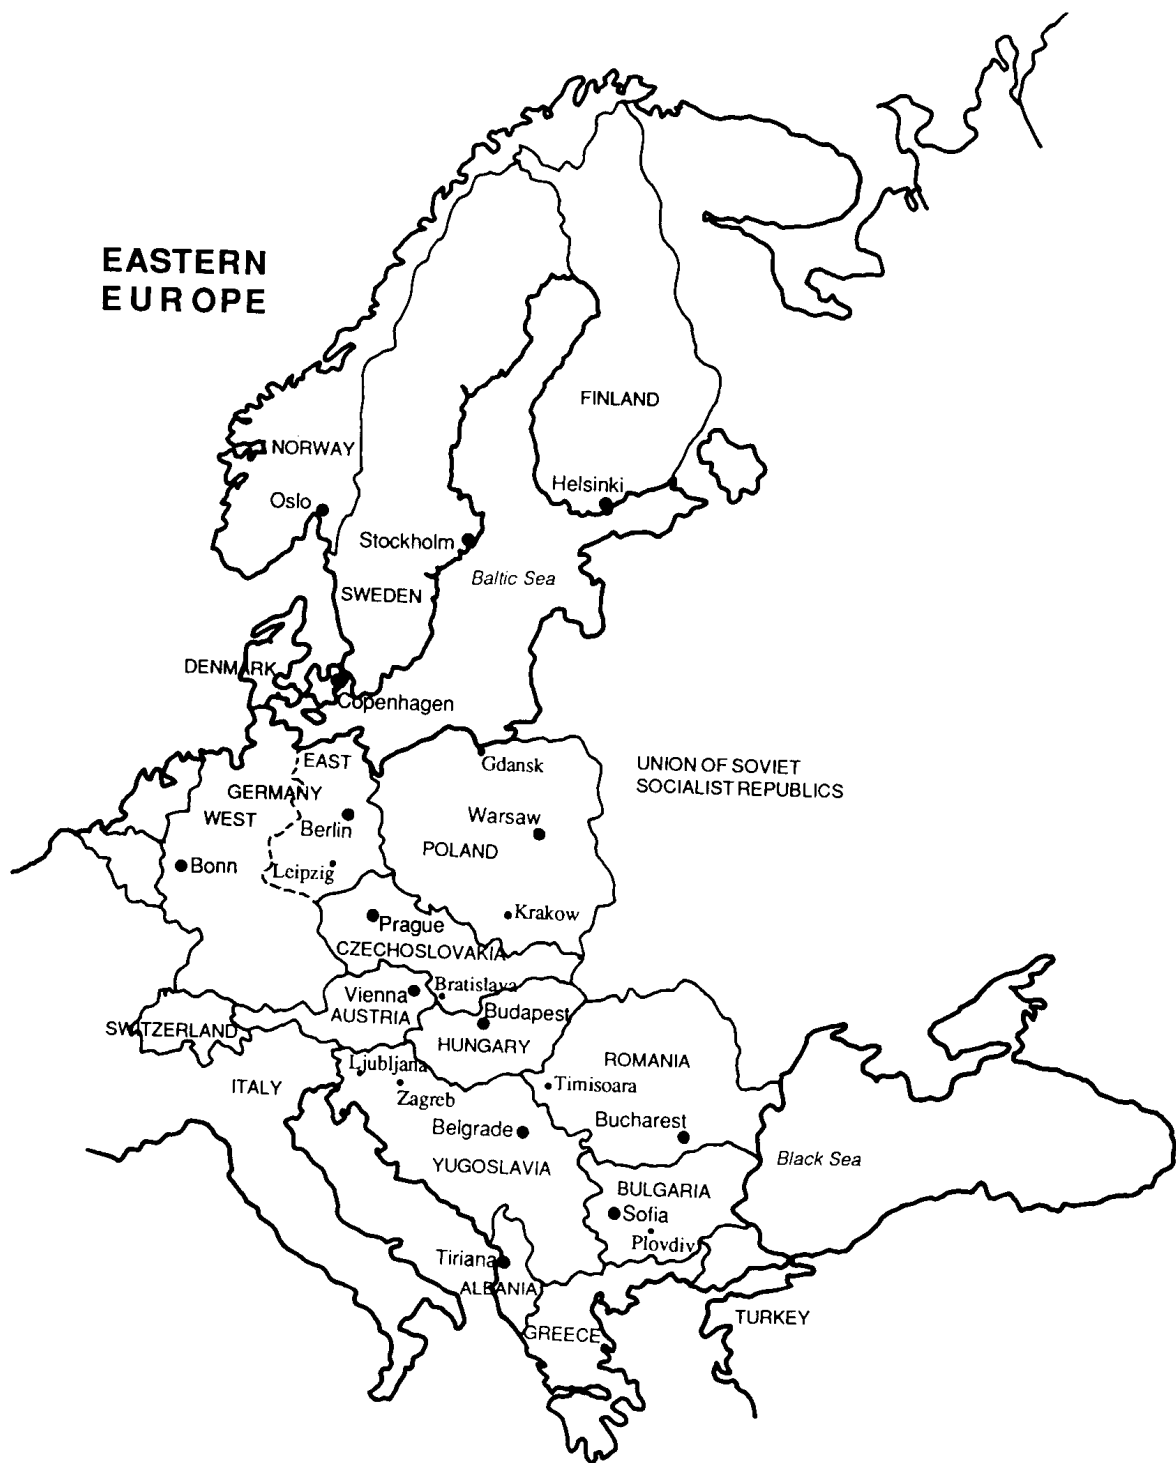 EASTERN
EUROPE
FINLAND
NORWAY
Helsinki
Oslo
Stockholm
Baltic Sea
SWEDEN
DENMARK
Copenhagen
EAST
Gdansk
UNION OF SOVIET
SOCIALIST REPUBLICS
GERMANY
WEST
Berlin
Warsaw
POLAND
Bonn
Leipzig
Krakow
Prague
CZECHOSLOVAKIA
Bratislava
Vienna
AUSTRIA
Budapest
SWITZERLAND
HUNGARY
ROMANIA
Ljubljana
ITALY
Zagreb
Timisoara
Belgrade
Bucharest
YUGOSLAVIA
Black Sea
BULGARIA
Sofia
Plovdiv
Tiriana
ALBANIA
TURKEY
GREECE